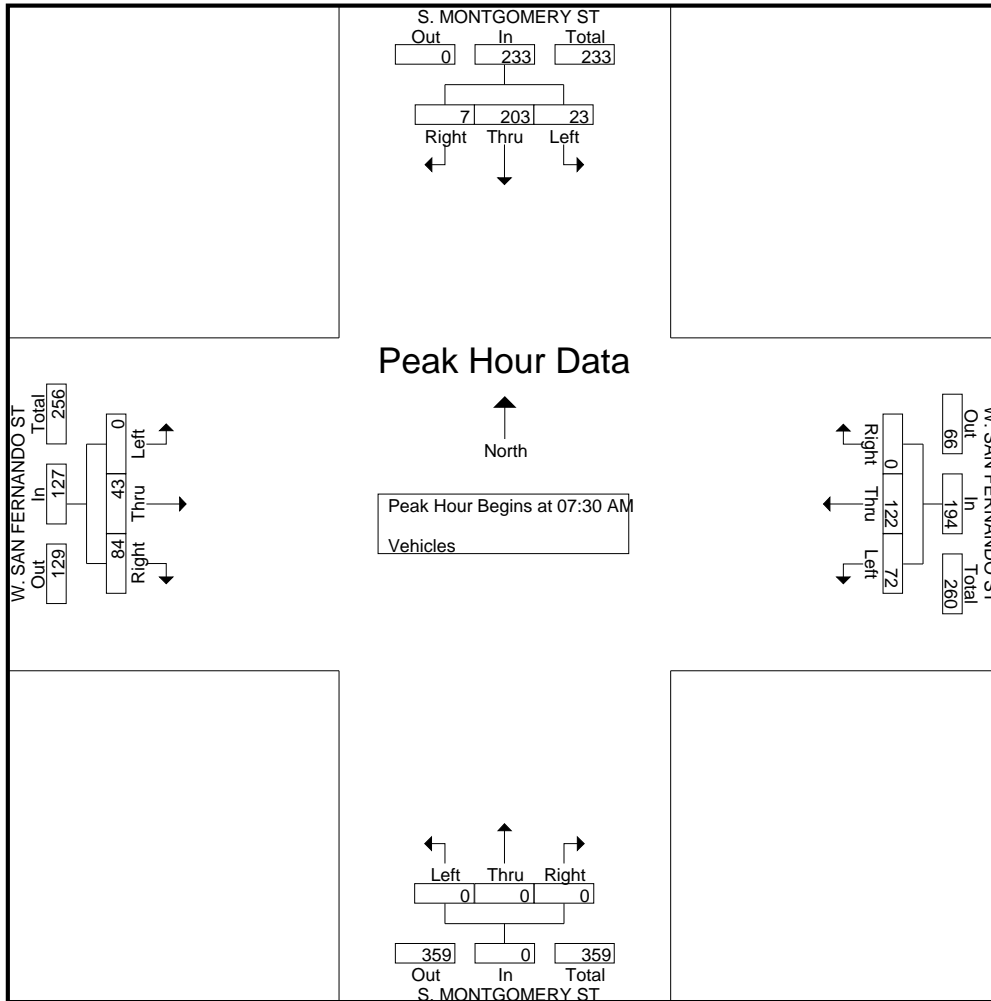 S. MONTGOMERY ST
Out In Total
0 233 233
7 203 23
Right Thru Left
Peak Hour Data
North
Peak Hour Begins at 07:30 AM
Vehicles
W. SAN FERNANDO ST
Total In Out
256 127 129
0 43 84
Left Thru Right
W. SAN FERNANDO ST
Out In Total
66 194 260
0 122 72
Right Thru Left
Left Thru Right
0 0 0
359 0 359
Out In Total
S. MONTGOMERY ST